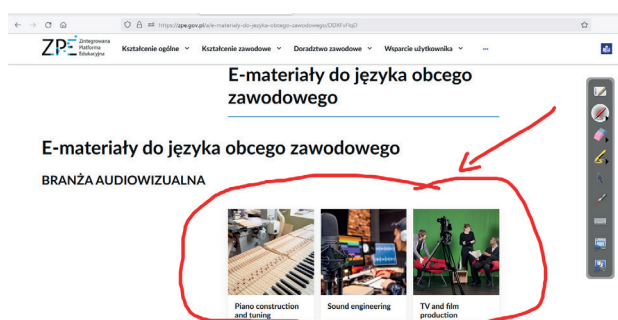 https://zpe.gov.pl/a/e-materialy-do-jezyka-obcego-zawodowego/
ZPE Zintegrowana
Platforma
Edukacyjna
Kształcenie ogólne
Kształcenie zawodowe
Doradztwo zawodowe
Wsparcie użytkownika
...
E-materiały do języka obcego
zawodowego
E-materiały do języka obcego zawodowego
BRANŻA AUDIOWIZUALNA
Piano construction
and tuning
Sound engineering
TV and film
production